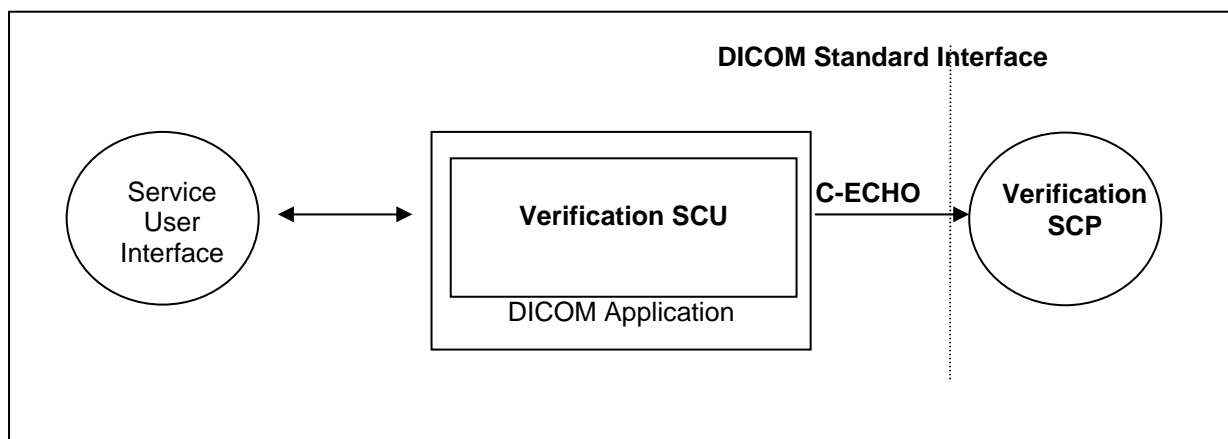 DICOM Standard Interface
Service
User
Interface
Verification SCU
DICOM Application
C-ECHO
Verification
SCP